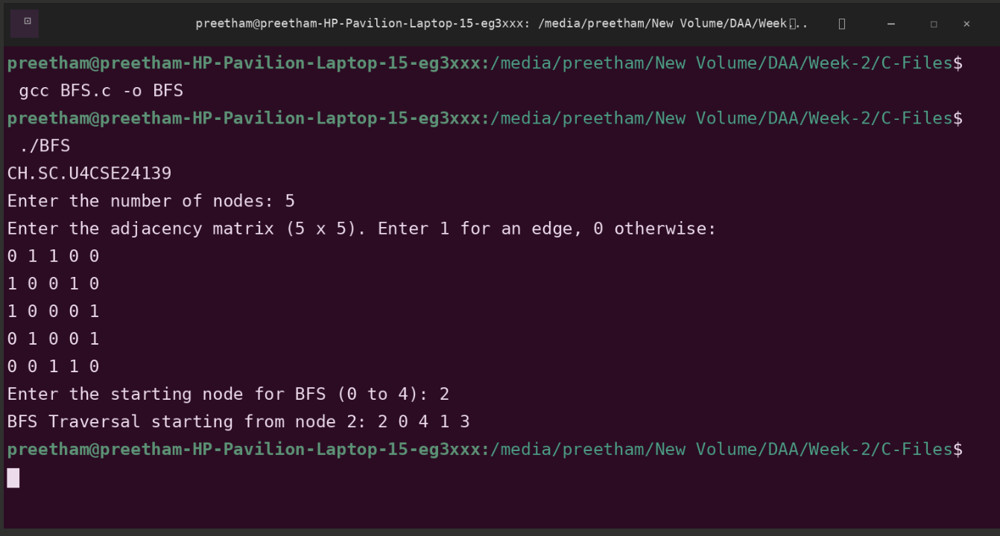 preetham@preetham-HP-Pavilion-Laptop-15-eg3xxx: /media/preetham/New Volume/DAA/Week...
preetham@preetham-HP-Pavilion-Laptop-15-eg3xxx:/media/preetham/New Volume/DAA/Week-2/C-Files$
gcc BFS.c -o BFS
preetham@preetham-HP-Pavilion-Laptop-15-eg3xxx:/media/preetham/New Volume/DAA/Week-2/C-Files$
./BFS
CH.SC.U4CSE24139
Enter the number of nodes: 5
Enter the adjacency matrix (5 x 5). Enter 1 for an edge, 0 otherwise:
0 1 1 0 0
1 0 0 1 0
1 0 0 0 1
0 1 0 0 1
0 0 1 1 0
Enter the starting node for BFS (0 to 4): 2
BFS Traversal starting from node 2: 2 0 4 1 3
preetham@preetham-HP-Pavilion-Laptop-15-eg3xxx:/media/preetham/New Volume/DAA/Week-2/C-Files$